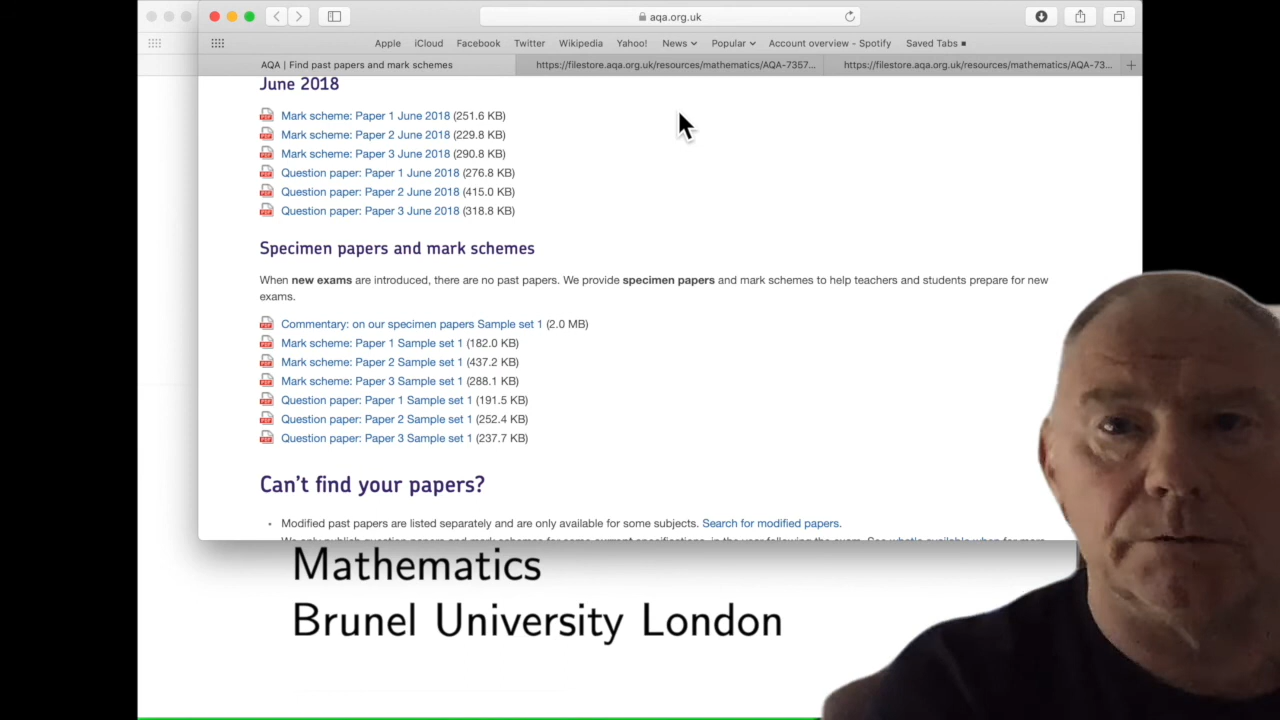 aqa.org.uk
Apple iCloud Facebook Twitter Wikipedia Yahoo! News Popular Account overview - Spotify Saved Tabs
AQA | Find past papers and mark schemes https://filestore.aqa.org.uk/resources/mathematics/AQA-7357... https://filestore.aqa.org.uk/resources/mathematics/AQA-73...
June 2018
Mark scheme: Paper 1 June 2018 (251.6 KB)
Mark scheme: Paper 2 June 2018 (229.8 KB)
Mark scheme: Paper 3 June 2018 (290.8 KB)
Question paper: Paper 1 June 2018 (276.8 KB)
Question paper: Paper 2 June 2018 (415.0 KB)
Question paper: Paper 3 June 2018 (318.8 KB)
Specimen papers and mark schemes
When new exams are introduced, there are no past papers. We provide specimen papers and mark schemes to help teachers and students prepare for new
exams.
Commentary: on our specimen papers Sample set 1 (2.0 MB)
Mark scheme: Paper 1 Sample set 1 (182.0 KB)
Mark scheme: Paper 2 Sample set 1 (437.2 KB)
Mark scheme: Paper 3 Sample set 1 (288.1 KB)
Question paper: Paper 1 Sample set 1 (191.5 KB)
Question paper: Paper 2 Sample set 1 (252.4 KB)
Question paper: Paper 3 Sample set 1 (237.7 KB)
Can't find your papers?
• Modified past papers are listed separately and are only available for some subjects. Search for modified papers.
Mathematics
Brunel University London